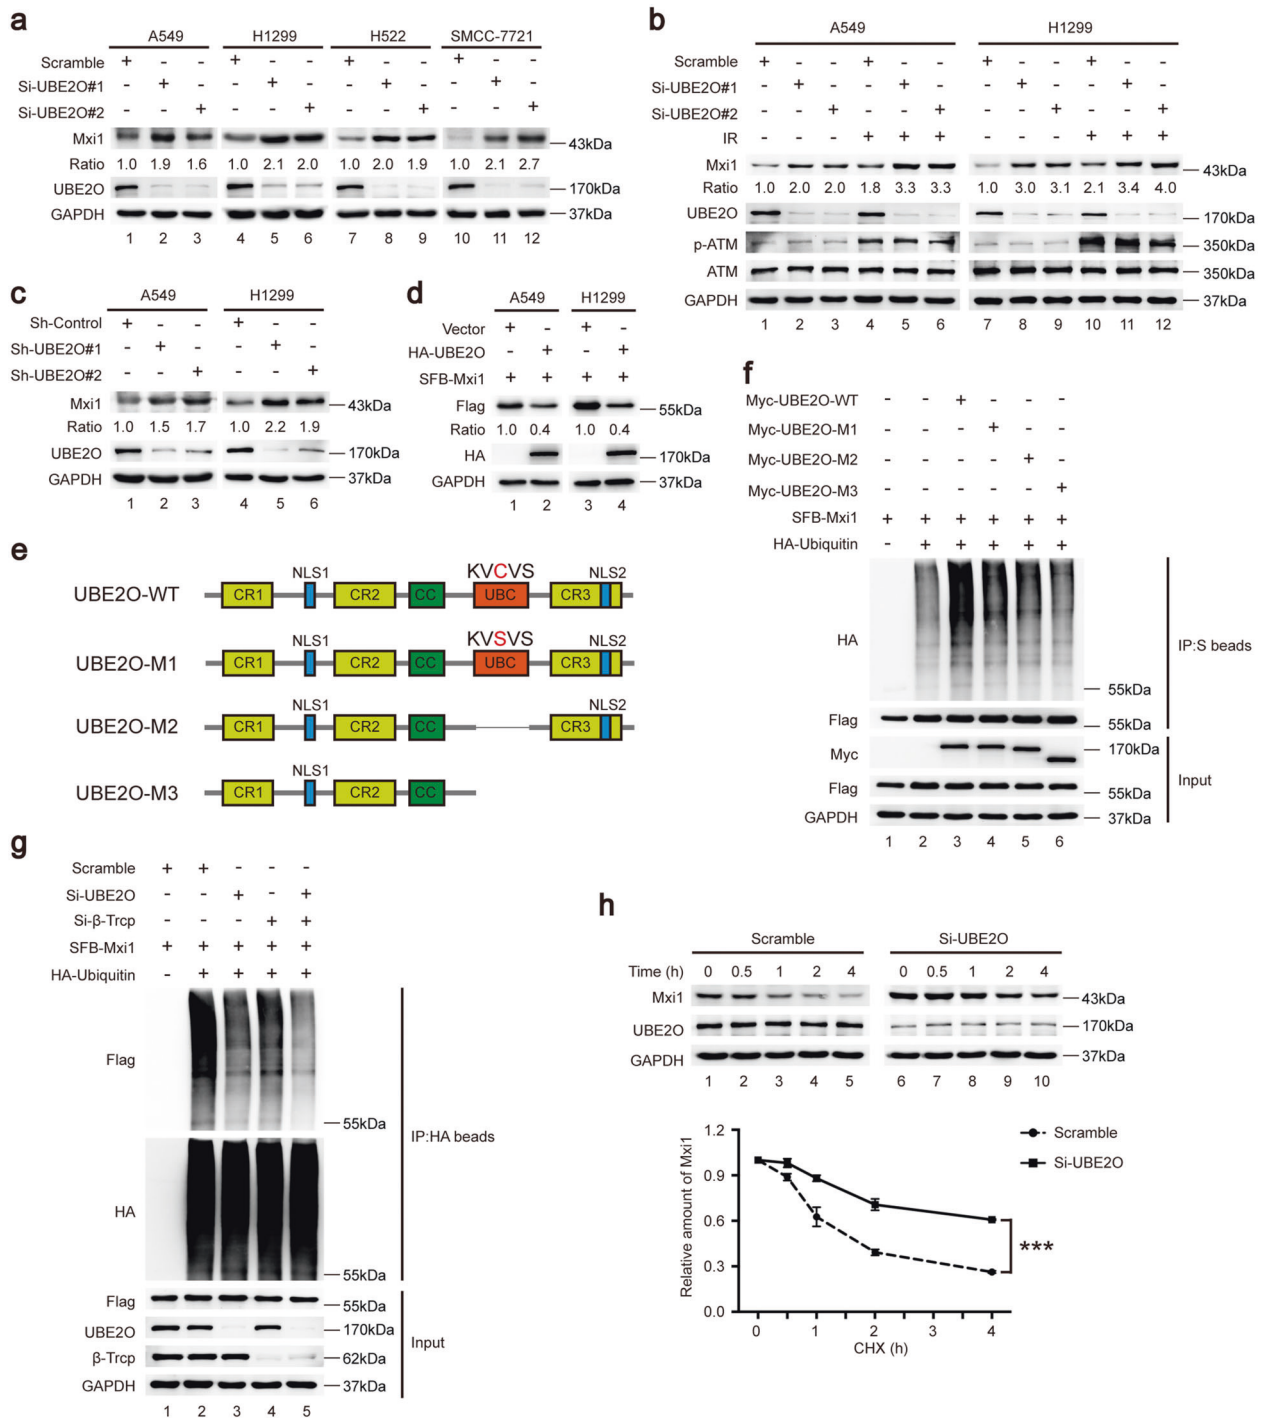 a
A549 H1299 H522 SMCC-7721
Scramble + - - + - - + - - + - -
Si-UBE2O#1 - + - - + - - + - - + -
Si-UBE2O#2 - - + - - + - - + - - +
Mxi1 43kDa
Ratio 1.0 1.9 1.6 1.0 2.1 2.0 1.0 2.0 1.9 1.0 2.1 2.7
UBE2O 170kDa
GAPDH 37kDa
1 2 3 4 5 6 7 8 9 10 11 12
b
A549 H1299
Scramble + - - + - - + - - + - -
Si-UBE2O#1 - + - - + - - + - - + -
Si-UBE2O#2 - - + - - + - - + - - +
IR - - - + + + - - - + + +
Mxi1 43kDa
Ratio 1.0 2.0 2.0 1.8 3.3 3.3 1.0 3.0 3.1 2.1 3.4 4.0
UBE2O 170kDa
p-ATM 350kDa
ATM 350kDa
GAPDH 37kDa
1 2 3 4 5 6 7 8 9 10 11 12
c
A549 H1299
Sh-Control + - - + - -
Sh-UBE2O#1 - + - - + -
Sh-UBE2O#2 - - + - - +
Mxi1 43kDa
Ratio 1.0 1.5 1.7 1.0 2.2 1.9
UBE2O 170kDa
GAPDH 37kDa
1 2 3 4 5 6
d
A549 H1299
Vector + - + -
HA-UBE2O - + - +
SFB-Mxi1 + + + +
Flag 55kDa
Ratio 1.0 0.4 1.0 0.4
HA 170kDa
GAPDH 37kDa
1 2 3 4
e
KVCVS
NLS1 NLS2
UBE2O-WT CR1 CR2 CC UBC CR3
KVSVS
NLS1 NLS2
UBE2O-M1 CR1 CR2 CC UBC CR3
NLS1 NLS2
UBE2O-M2 CR1 CR2 CC CR3
NLS1
UBE2O-M3 CR1 CR2 CC
f
Myc-UBE2O-WT - - + - - -
Myc-UBE2O-M1 - - - + - -
Myc-UBE2O-M2 - - - - + -
Myc-UBE2O-M3 - - - - - +
SFB-Mxi1 + + + + + +
HA-Ubiquitin - + + + + +
HA IP:S beads
55kDa
Flag 55kDa
Myc 170kDa
Input
Flag 55kDa
GAPDH 37kDa
1 2 3 4 5 6
g
Scramble + + - - -
Si-UBE2O - - + - +
Si-β-Trcp - - - + +
SFB-Mxi1 + + + + +
HA-Ubiquitin - + + + +
Flag
55kDa
IP:HA beads
HA
55kDa
Flag 55kDa
UBE2O 170kDa
Input
β-Trcp 62kDa
GAPDH 37kDa
1 2 3 4 5
h
Scramble Si-UBE2O
Time (h) 0 0.5 1 2 4 0 0.5 1 2 4
Mxi1 43kDa
UBE2O 170kDa
GAPDH 37kDa
1 2 3 4 5 6 7 8 9 10
Relative amount of Mxi1
1.2
0.9
0.6
0.3
0.0
Scramble
Si-UBE2O
***
0 1 2 3 4
CHX (h)